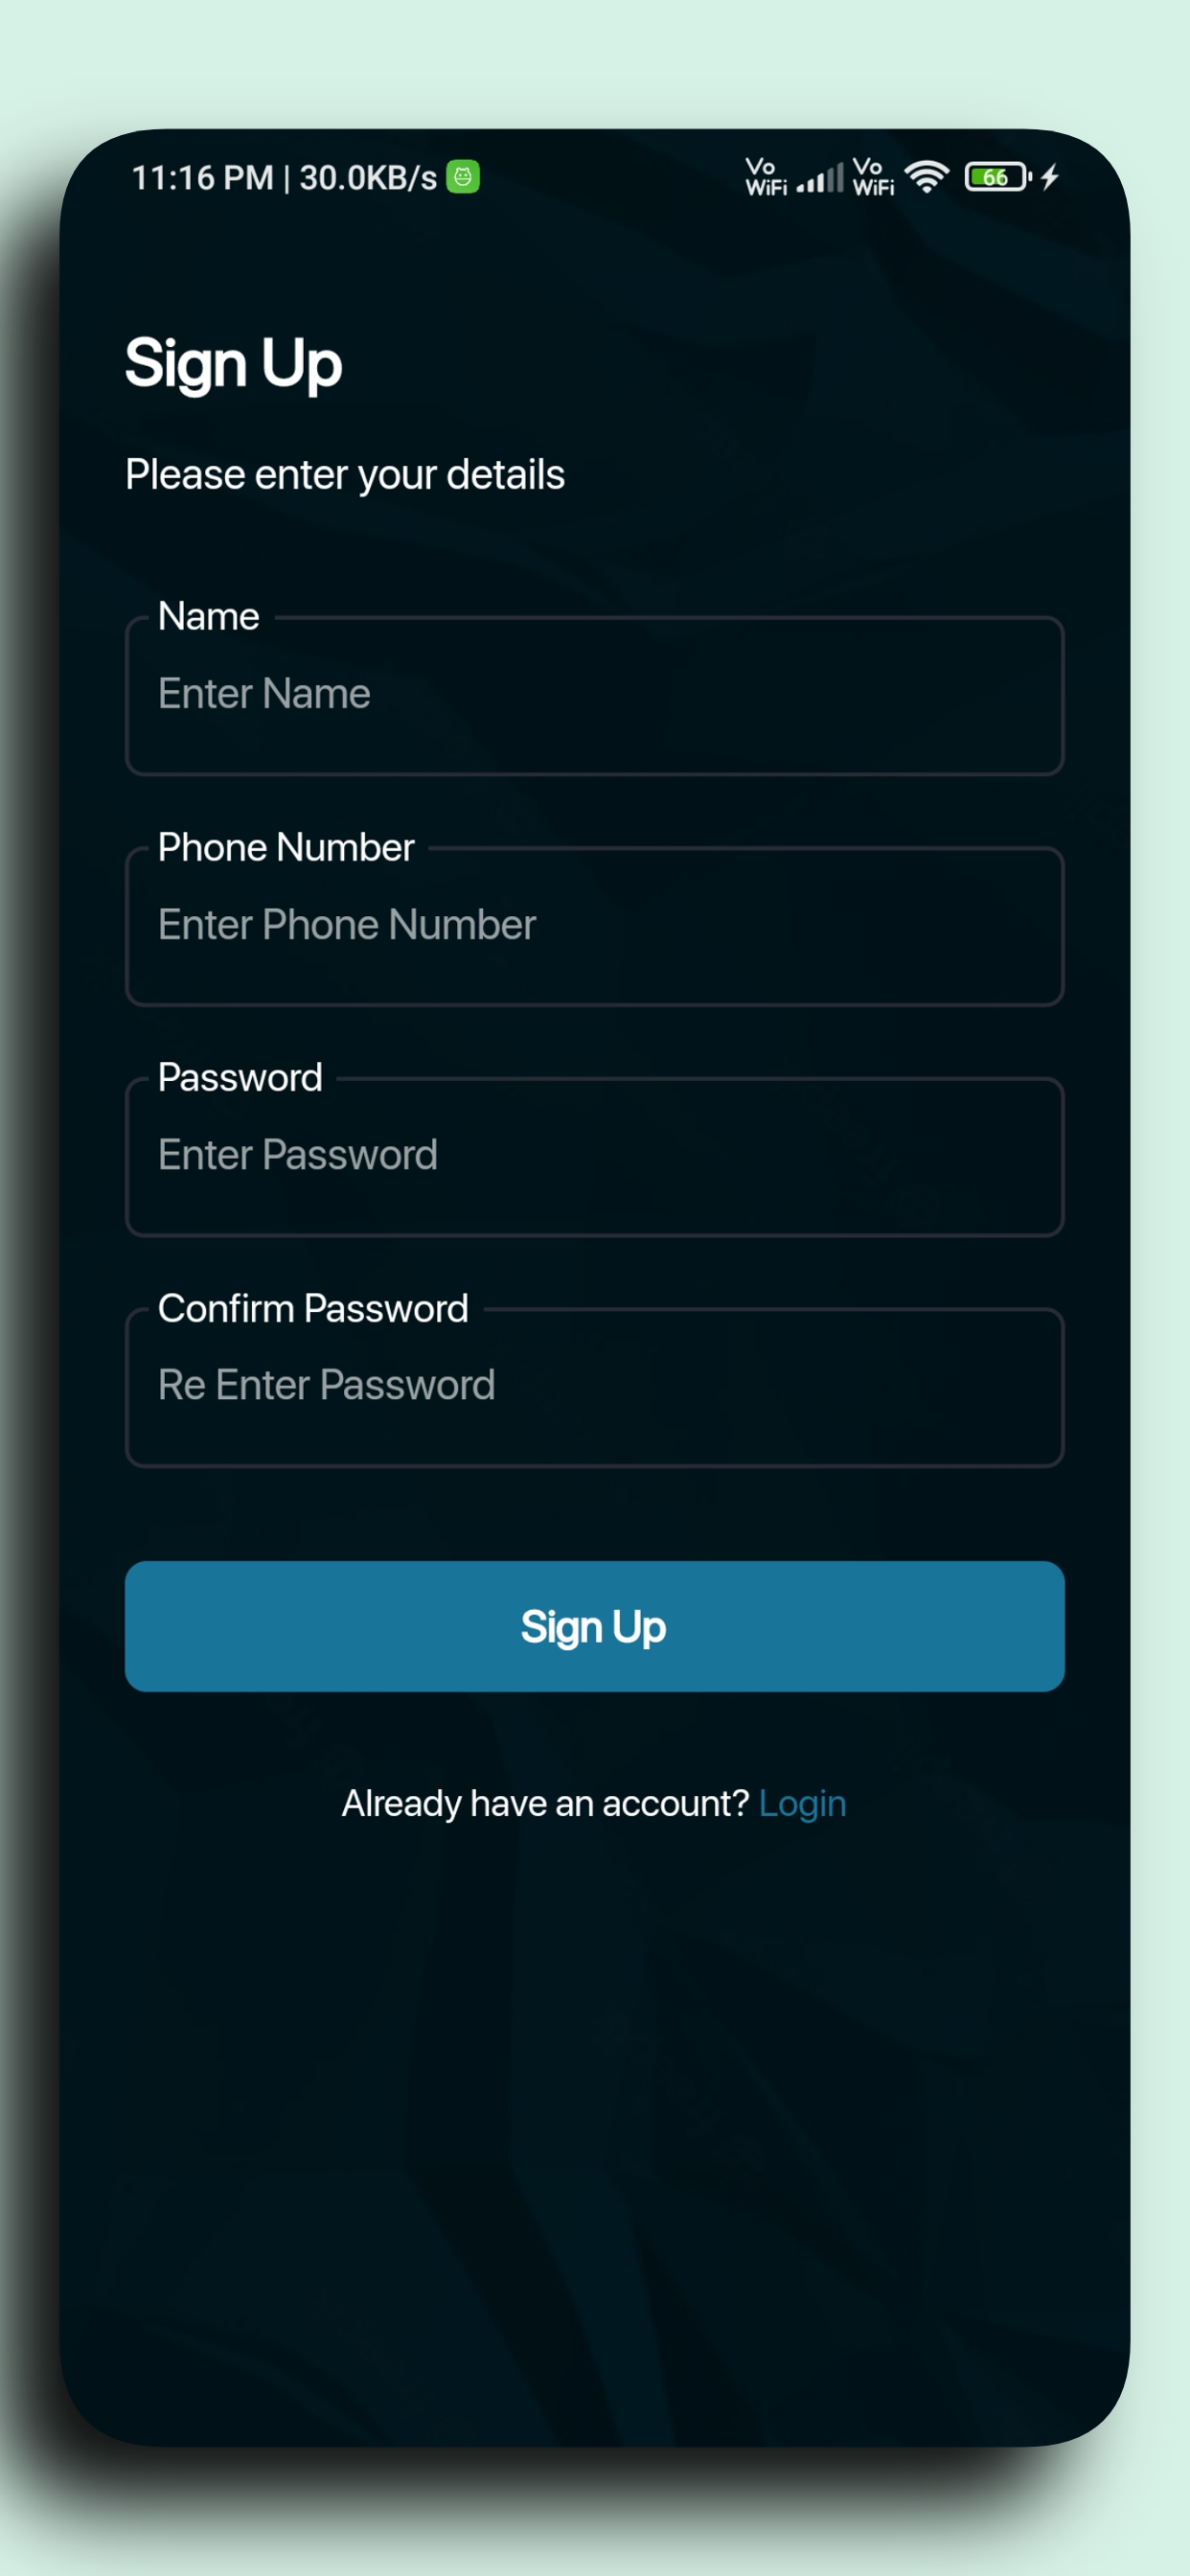 11:16 PM | 30.0KB/s
Vo WiFi Vo WiFi 66
Sign Up
Please enter your details
Name
Enter Name
Phone Number
Enter Phone Number
Password
Enter Password
Confirm Password
Re Enter Password
Sign Up
Already have an account? Login